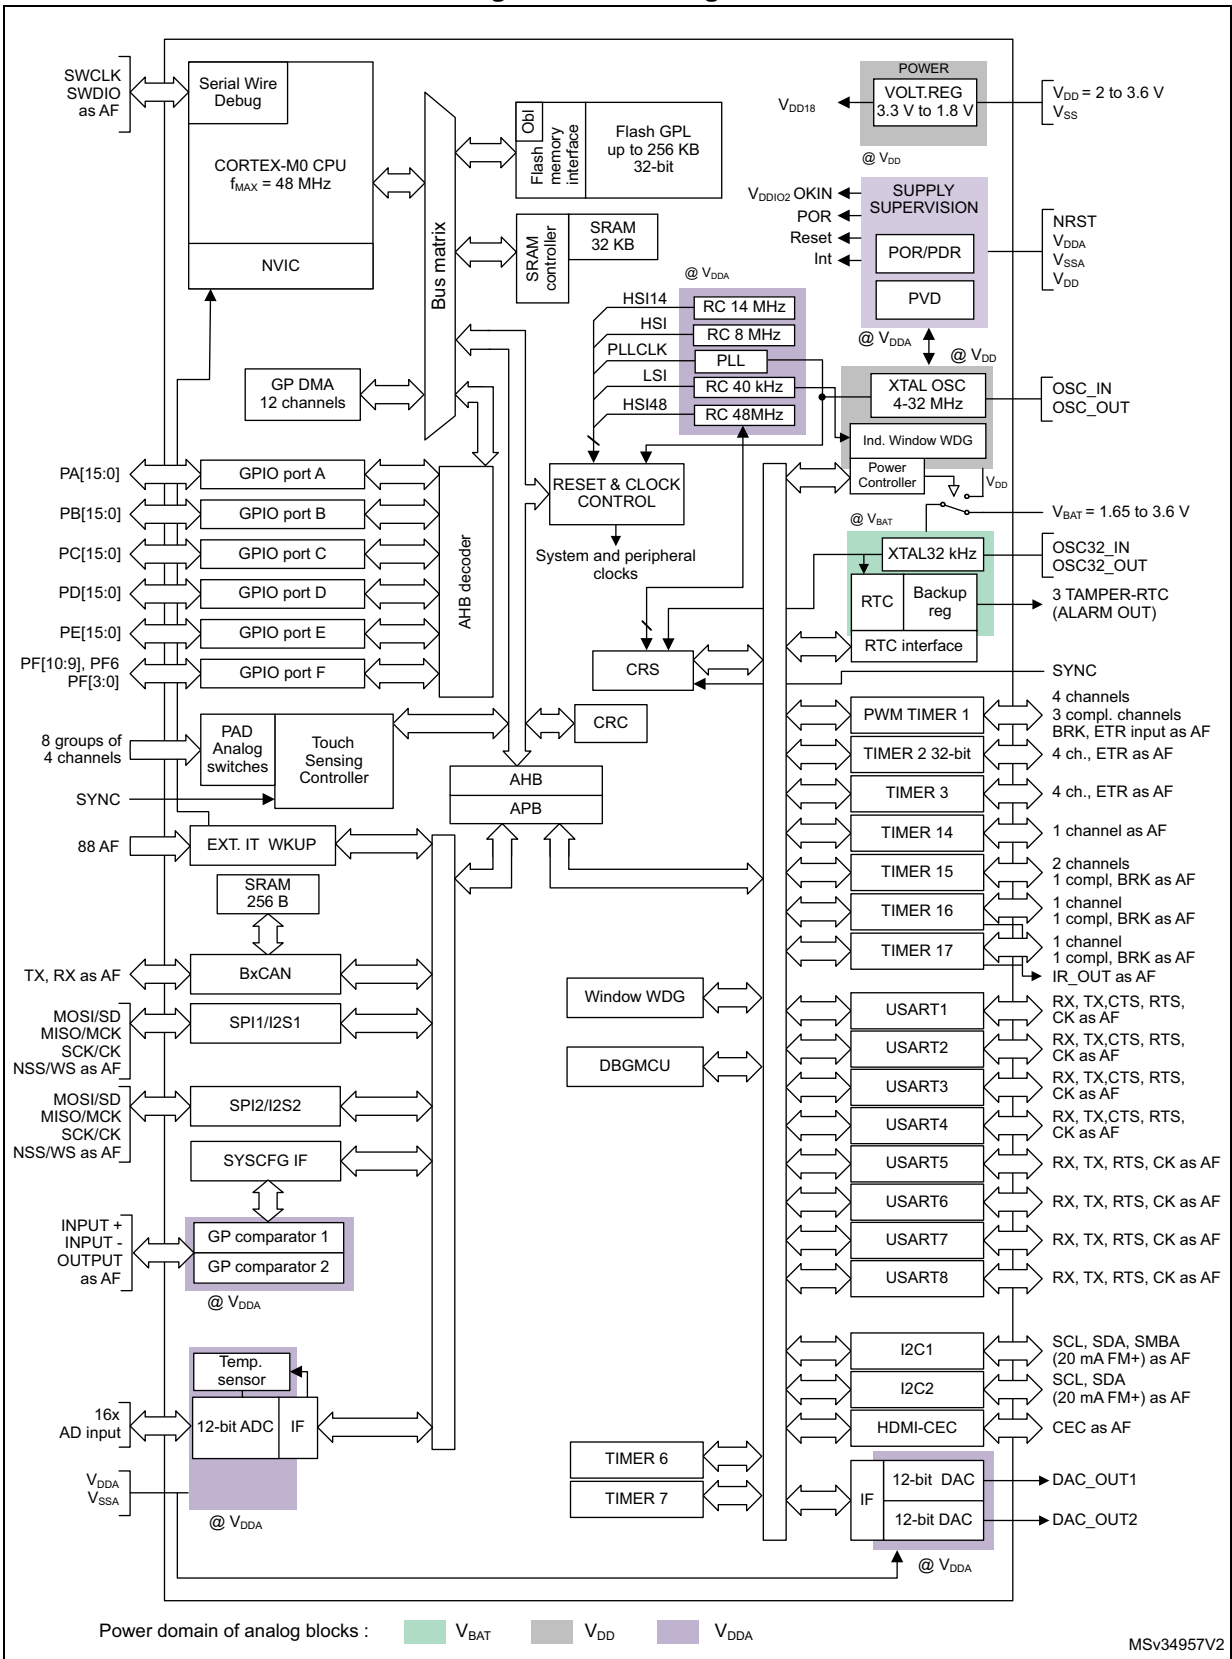 SWCLK
SWDIO
as AF
Serial Wire
Debug
CORTEX-M0 CPU
fMAX = 48 MHz
NVIC
Bus matrix
Obl
Flash
memory
interface
Flash GPL
up to 256 KB
32-bit
SRAM
controller
SRAM
32 KB
POWER
VOLT.REG
3.3 V to 1.8 V
VDD18
VDD = 2 to 3.6 V
VSS
@ VDD
VDDIO2 OKIN
POR
Reset
Int
SUPPLY
SUPERVISION
POR/PDR
PVD
NRST
VDDA
VSSA
VDD
@ VDDA
@ VDD
@ VDDA
HSI14
HSI
PLLCLK
LSI
HSI48
RC 14 MHz
RC 8 MHz
PLL
RC 40 kHz
RC 48MHz
XTAL OSC
4-32 MHz
OSC_IN
OSC_OUT
Ind. Window WDG
Power
Controller
VDD
VBAT = 1.65 to 3.6 V
@ VBAT
XTAL32 kHz
OSC32_IN
OSC32_OUT
RTC
Backup
reg
RTC interface
3 TAMPER-RTC
(ALARM OUT)
GP DMA
12 channels
RESET & CLOCK
CONTROL
System and peripheral
clocks
PA[15:0]
GPIO port A
PB[15:0]
GPIO port B
PC[15:0]
GPIO port C
PD[15:0]
GPIO port D
PE[15:0]
GPIO port E
PF[10:9], PF6
PF[3:0]
GPIO port F
AHB decoder
CRS
SYNC
8 groups of
4 channels
PAD
Analog
switches
Touch
Sensing
Controller
SYNC
CRC
AHB
APB
88 AF
EXT. IT WKUP
SRAM
256 B
TX, RX as AF
BxCAN
MOSI/SD
MISO/MCK
SCK/CK
NSS/WS as AF
SPI1/I2S1
MOSI/SD
MISO/MCK
SCK/CK
NSS/WS as AF
SPI2/I2S2
SYSCFG IF
INPUT +
INPUT -
OUTPUT
as AF
GP comparator 1
GP comparator 2
@ VDDA
Temp.
sensor
16x
AD input
12-bit ADC
IF
VDDA
VSSA
@ VDDA
Window WDG
DBGMCU
TIMER 6
TIMER 7
PWM TIMER 1
4 channels
3 compl. channels
BRK, ETR input as AF
TIMER 2 32-bit
4 ch., ETR as AF
TIMER 3
4 ch., ETR as AF
TIMER 14
1 channel as AF
TIMER 15
2 channels
1 compl, BRK as AF
TIMER 16
1 channel
1 compl, BRK as AF
TIMER 17
1 channel
1 compl, BRK as AF
IR_OUT as AF
USART1
RX, TX,CTS, RTS,
CK as AF
USART2
RX, TX,CTS, RTS,
CK as AF
USART3
RX, TX,CTS, RTS,
CK as AF
USART4
RX, TX,CTS, RTS,
CK as AF
USART5
RX, TX, RTS, CK as AF
USART6
RX, TX, RTS, CK as AF
USART7
RX, TX, RTS, CK as AF
USART8
RX, TX, RTS, CK as AF
I2C1
SCL, SDA, SMBA
(20 mA FM+) as AF
I2C2
SCL, SDA
(20 mA FM+) as AF
HDMI-CEC
CEC as AF
IF
12-bit DAC
DAC_OUT1
12-bit DAC
DAC_OUT2
@ VDDA
Power domain of analog blocks :
VBAT
VDD
VDDA
MSv34957V2